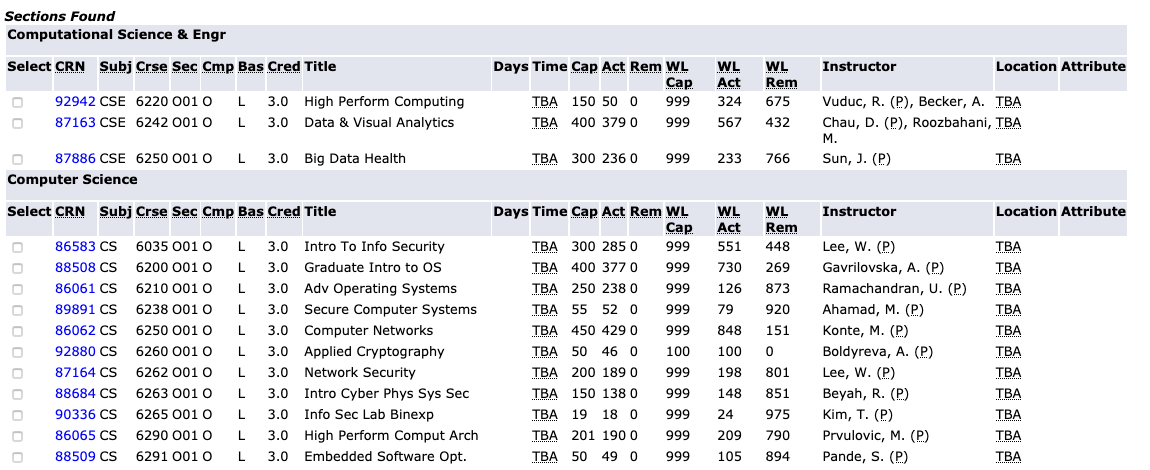 Sections Found
Computational Science & Engr
Select CRN Subj Crse Sec Cmp Bas Cred Title Days Time Cap Act Rem WL Cap WL Act WL Rem Instructor Location Attribute
92942 CSE 6220 O01 O L 3.0 High Perform Computing TBA 150 50 0 999 324 675 Vuduc, R. (P), Becker, A. TBA
87163 CSE 6242 O01 O L 3.0 Data & Visual Analytics TBA 400 379 0 999 567 432 Chau, D. (P), Roozbahani, M. TBA
87886 CSE 6250 O01 O L 3.0 Big Data Health TBA 300 236 0 999 233 766 Sun, J. (P) TBA
Computer Science
Select CRN Subj Crse Sec Cmp Bas Cred Title Days Time Cap Act Rem WL Cap WL Act WL Rem Instructor Location Attribute
86583 CS 6035 O01 O L 3.0 Intro To Info Security TBA 300 285 0 999 551 448 Lee, W. (P) TBA
88508 CS 6200 O01 O L 3.0 Graduate Intro to OS TBA 400 377 0 999 730 269 Gavrilovska, A. (P) TBA
86061 CS 6210 O01 O L 3.0 Adv Operating Systems TBA 250 238 0 999 126 873 Ramachandran, U. (P) TBA
89891 CS 6238 O01 O L 3.0 Secure Computer Systems TBA 55 52 0 999 79 920 Ahamad, M. (P) TBA
86062 CS 6250 O01 O L 3.0 Computer Networks TBA 450 429 0 999 848 151 Konte, M. (P) TBA
92880 CS 6260 O01 O L 3.0 Applied Cryptography TBA 50 46 0 100 100 0 Boldyreva, A. (P) TBA
87164 CS 6262 O01 O L 3.0 Network Security TBA 200 189 0 999 198 801 Lee, W. (P) TBA
88684 CS 6263 O01 O L 3.0 Intro Cyber Phys Sys Sec TBA 150 138 0 999 148 851 Beyah, R. (P) TBA
90336 CS 6265 O01 O L 3.0 Info Sec Lab Binexp TBA 19 18 0 999 24 975 Kim, T. (P) TBA
86065 CS 6290 O01 O L 3.0 High Perform Comput Arch TBA 201 190 0 999 209 790 Prvulovic, M. (P) TBA
88509 CS 6291 O01 O L 3.0 Embedded Software Opt. TBA 50 49 0 999 105 894 Pande, S. (P) TBA